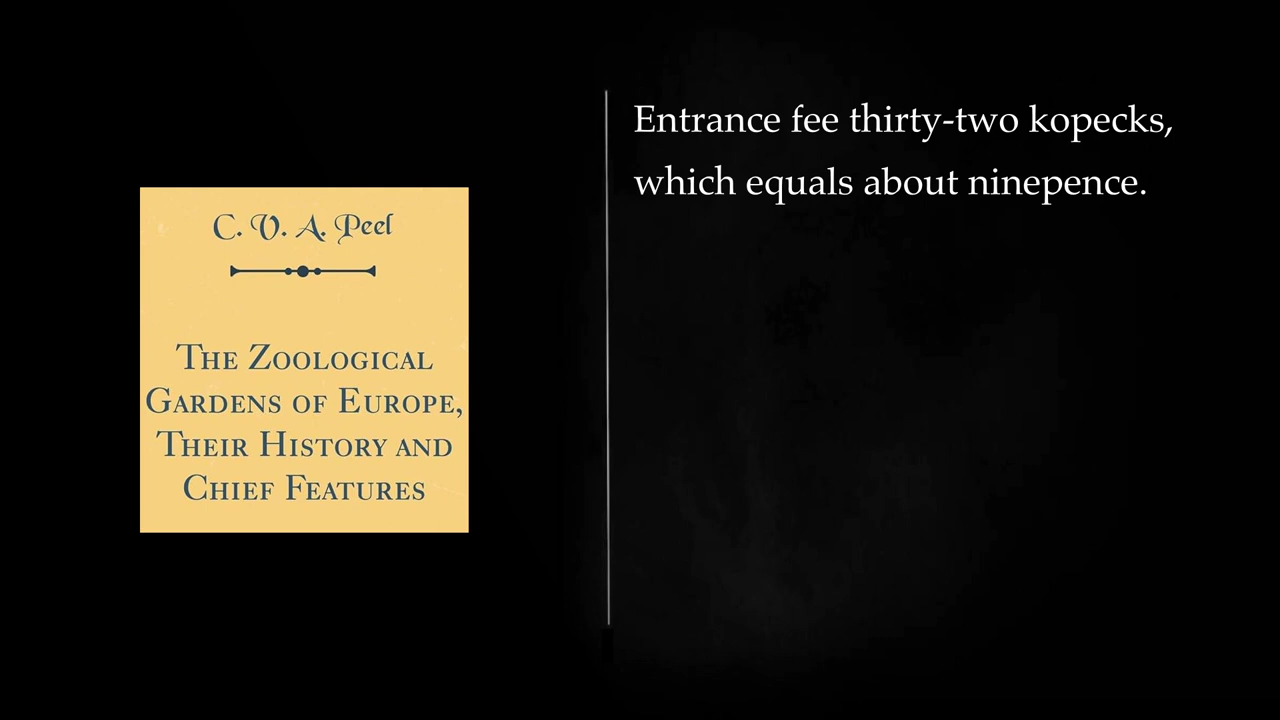 C. V. A. Peel
The Zoological
Gardens of Europe,
Their History and
Chief Features
Entrance fee thirty-two kopecks,
which equals about ninepence.